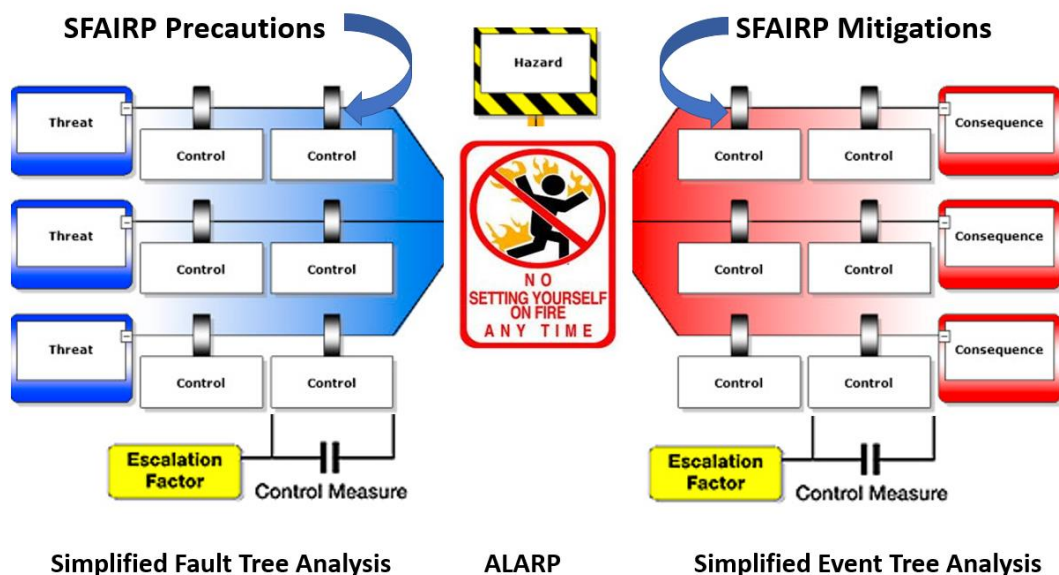 SFAIRP Precautions
SFAIRP Mitigations
Hazard
Threat
Control
Control
Threat
Control
Control
Threat
Control
Control
Escalation
Factor
Control Measure
NO
SETTING YOURSELF
ON FIRE
ANY TIME
Control
Control
Consequence
Control
Control
Consequence
Control
Control
Consequence
Escalation
Factor
Control Measure
Simplified Fault Tree Analysis
ALARP
Simplified Event Tree Analysis